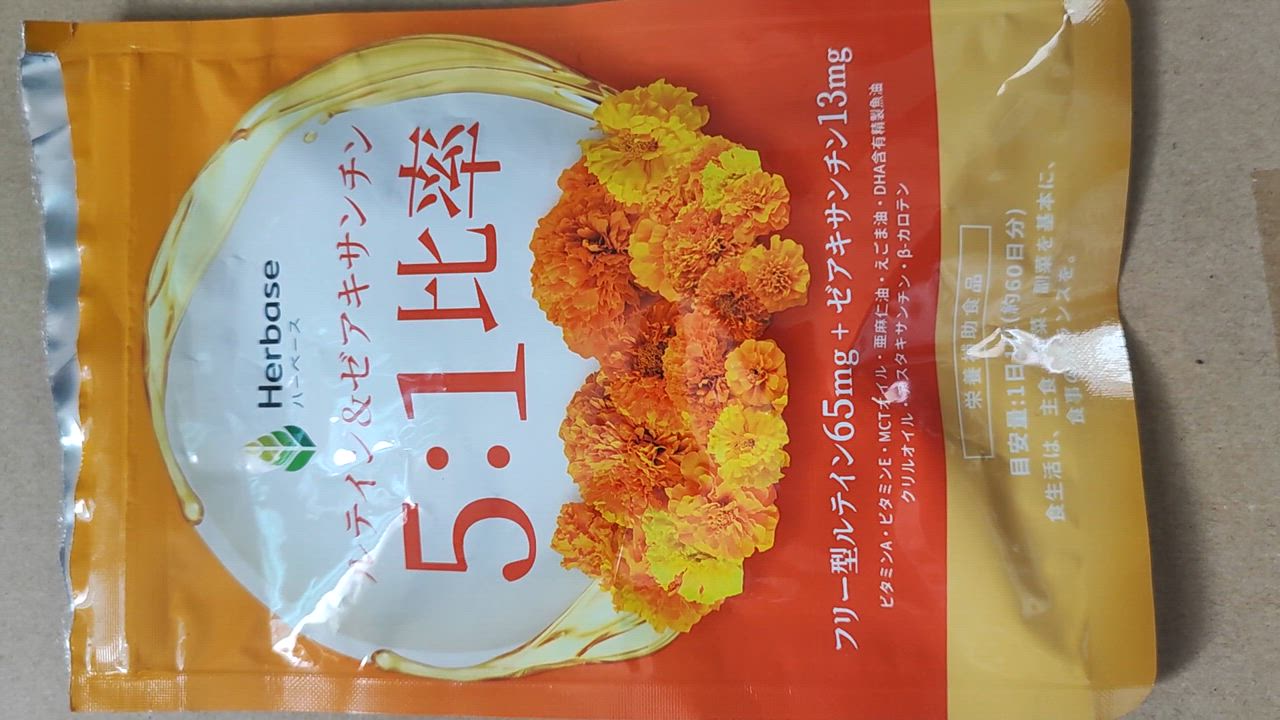 Herbase
ハーベース
ルテイン&ゼアキサンチン
5:1比率
フリー型ルテイン65mg + ゼアキサンチン13mg
ビタミンA・ビタミンE・MCTオイル・亜麻仁油・えごま油・DHA含有精製魚油
クリルオイル・アスタキサンチン・β-カロテン
栄養補助食品
目安量:1日 (約60日分)
食生活は、主食、主菜、副菜を基本に、
食事のバランスを。